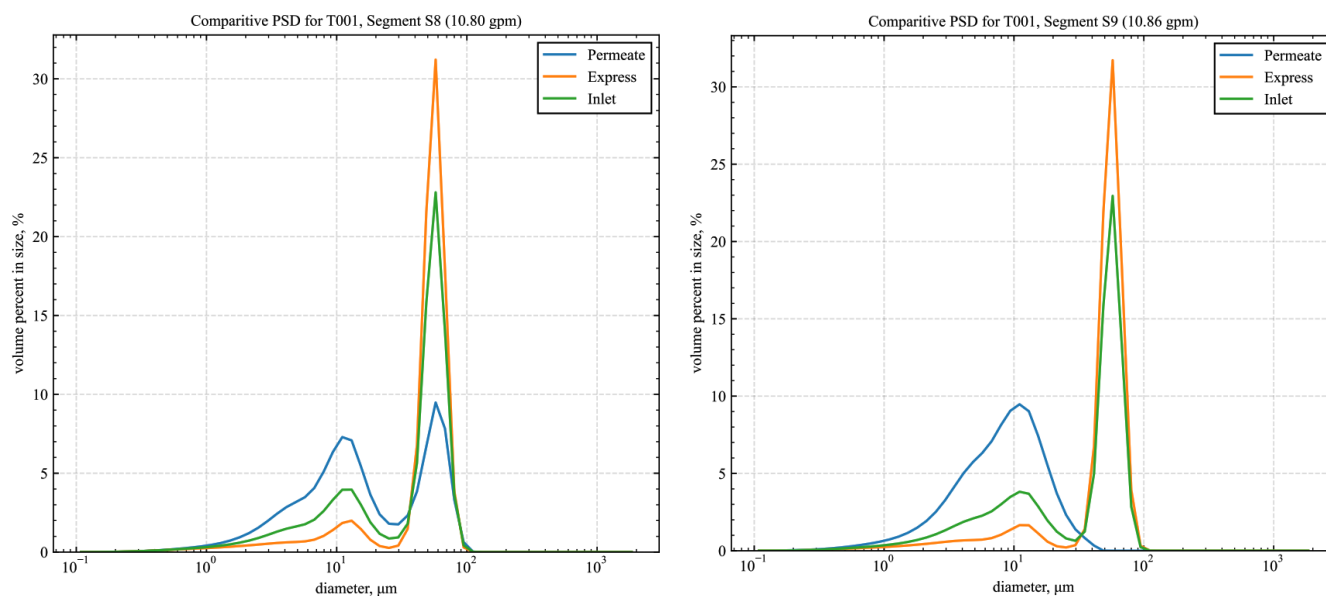 Comparitive PSD for T001, Segment S8 (10.80 gpm)
Permeate
Express
Inlet
30
25
20
15
10
5
0
volume percent in size, %
10⁻¹ 10⁰ 10¹ 10² 10³
diameter, μm
Comparitive PSD for T001, Segment S9 (10.86 gpm)
Permeate
Express
Inlet
30
25
20
15
10
5
0
volume percent in size, %
10⁻¹ 10⁰ 10¹ 10² 10³
diameter, μm